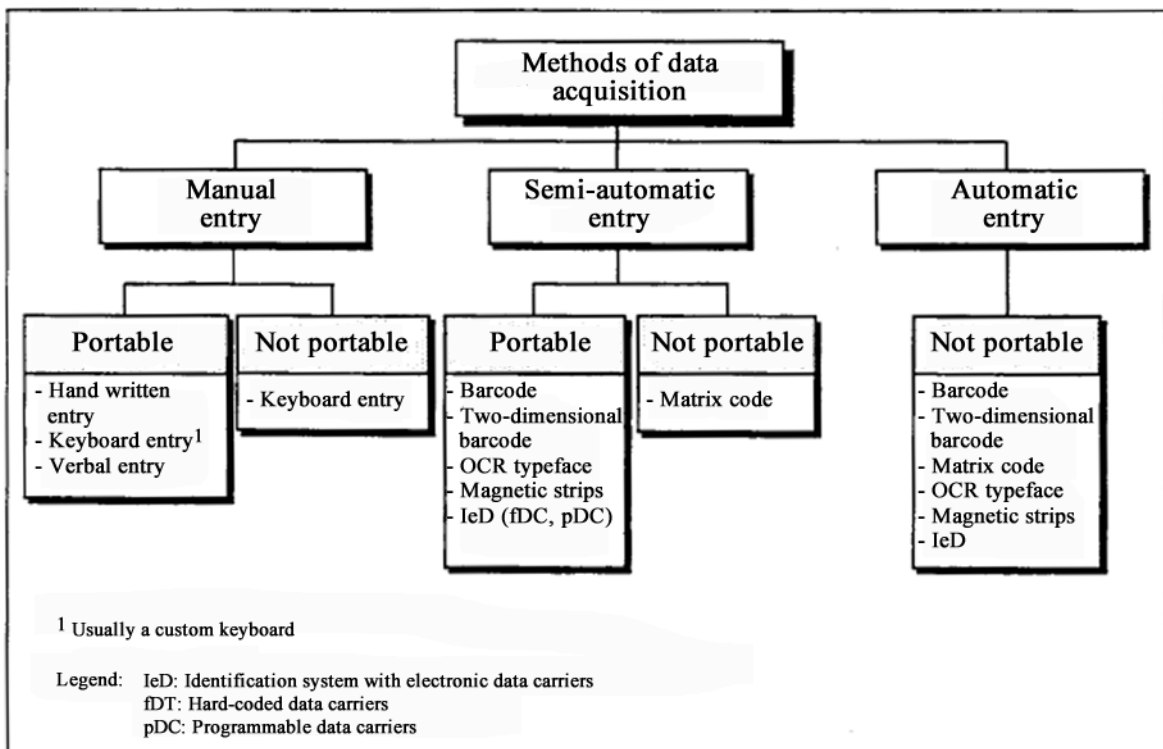 Methods of data
acquisition
Manual
entry
Semi-automatic
entry
Automatic
entry
Portable
- Hand written
entry
- Keyboard entry1
- Verbal entry
Not portable
- Keyboard entry
Portable
- Barcode
- Two-dimensional
barcode
- OCR typeface
- Magnetic strips
- IeD (fDC, pDC)
Not portable
- Matrix code
Not portable
- Barcode
- Two-dimensional
barcode
- Matrix code
- OCR typeface
- Magnetic strips
- IeD
1 Usually a custom keyboard
Legend: IeD: Identification system with electronic data carriers
fDT: Hard-coded data carriers
pDC: Programmable data carriers